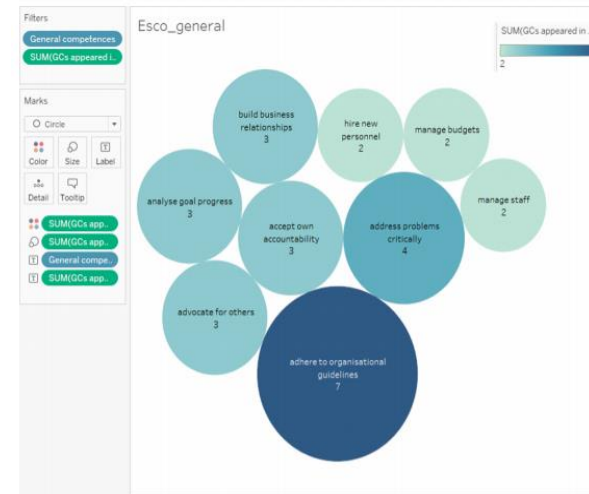 Filters
General competences
SUM(GCs appeared i..
Marks
Circle
Color
Size
Label
Detail
Tooltip
SUM(GCs app..
SUM(GCs app..
General compe..
SUM(GCs app..
Esco_general
SUM(GCs appeared in
2
build business
relationships
3
hire new
personnel
2
manage budgets
2
analyse goal progress
3
accept own
accountability
3
address problems
critically
4
manage staff
2
advocate for others
3
adhere to organisational
guidelines
7